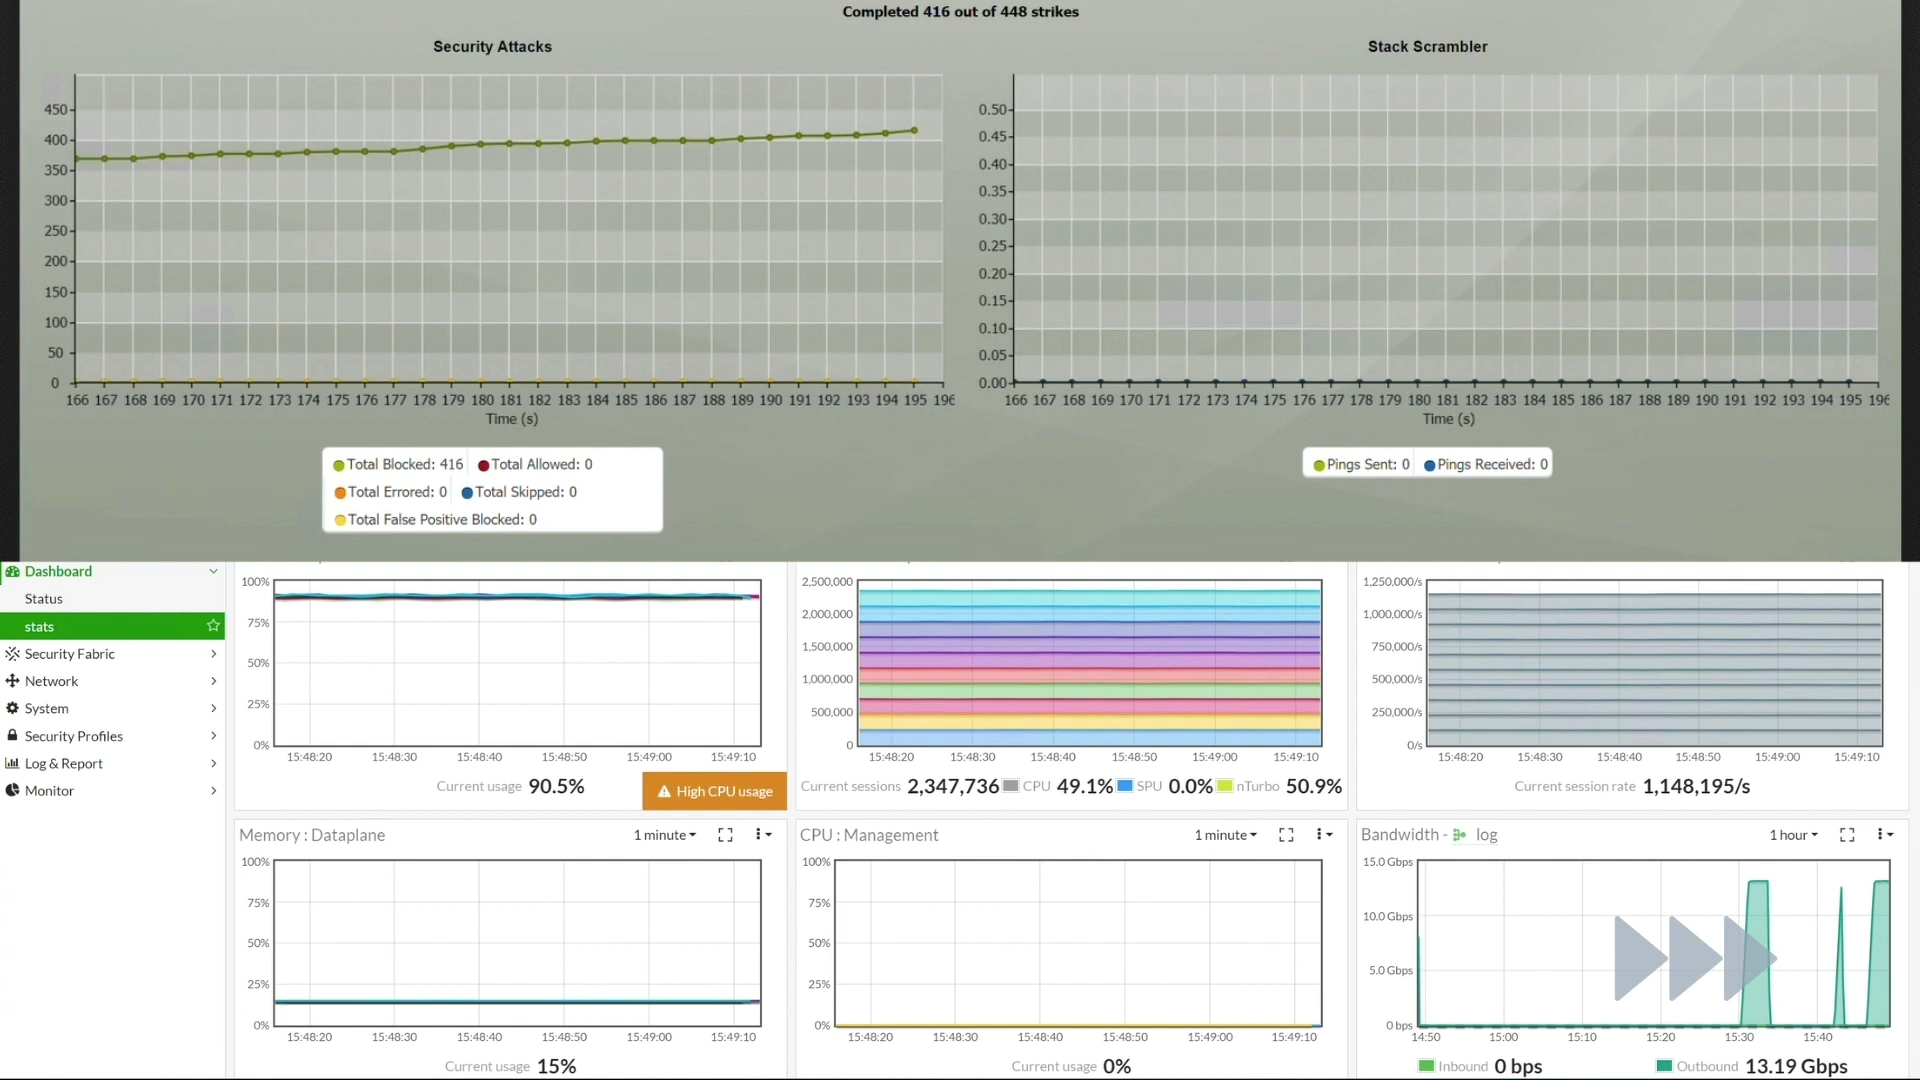 Completed 416 out of 448 strikes
Security Attacks
450
400
350
300
250
200
150
100
50
0
166 167 168 169 170 171 172 173 174 175 176 177 178 179 180 181 182 183 184 185 186 187 188 189 190 191 192 193 194 195 196
Time (s)
Total Blocked: 416 Total Allowed: 0
Total Errored: 0 Total Skipped: 0
Total False Positive Blocked: 0
Stack Scrambler
0.50
0.45
0.40
0.35
0.30
0.25
0.20
0.15
0.10
0.05
0.00
166 167 168 169 170 171 172 173 174 175 176 177 178 179 180 181 182 183 184 185 186 187 188 189 190 191 192 193 194 195 196
Time (s)
Pings Sent: 0 Pings Received: 0
Dashboard
Status
stats
Security Fabric
Network
System
Security Profiles
Log & Report
Monitor
100%
75%
50%
25%
0%
15:48:20 15:48:30 15:48:40 15:48:50 15:49:00 15:49:10
Current usage 90.5%
High CPU usage
2,500,000
2,000,000
1,500,000
1,000,000
500,000
0
15:48:20 15:48:30 15:48:40 15:48:50 15:49:00 15:49:10
Current sessions 2,347,736 CPU 49.1% SPU 0.0% nTurbo 50.9%
1,250,000/s
1,000,000/s
750,000/s
500,000/s
250,000/s
0/s
15:48:20 15:48:30 15:48:40 15:48:50 15:49:00 15:49:10
Current session rate 1,148,195/s
Memory : Dataplane 1 minute
100%
75%
50%
25%
0%
15:48:20 15:48:30 15:48:40 15:48:50 15:49:00 15:49:10
Current usage 15%
CPU : Management 1 minute
100%
75%
50%
25%
0%
15:48:20 15:48:30 15:48:40 15:48:50 15:49:00 15:49:10
Current usage 0%
Bandwidth - log 1 hour
15.0 Gbps
10.0 Gbps
5.0 Gbps
0 bps
14:50 15:00 15:10 15:20 15:30 15:40
Inbound 0 bps Outbound 13.19 Gbps